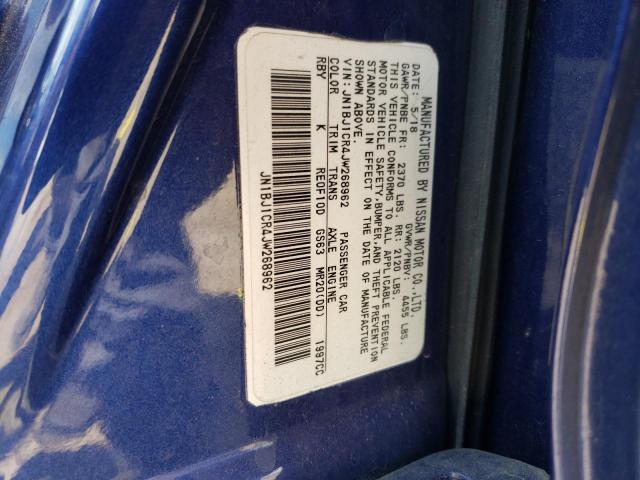 MANUFACTURED BY NISSAN MOTOR CO.,LTD.
DATE: 5/18 GVWR/PNBV: 4455 LBS.
GAWR/PNBE FR: 2370 LBS. RR: 2120 LBS.
THIS VEHICLE CONFORMS TO ALL APPLICABLE FEDERAL
MOTOR VEHICLE SAFETY,BUMPER,AND THEFT PREVENTION
STANDARDS IN EFFECT ON THE DATE OF MANUFACTURE
SHOWN ABOVE.
VIN:JN1BJ1CR4JW268962 PASSENGER CAR
COLOR TRIM TRANS AXLE ENGINE
RBY K RE0F10D GS63 MR20(DD) 1997CC
JN1BJ1CR4JW268962